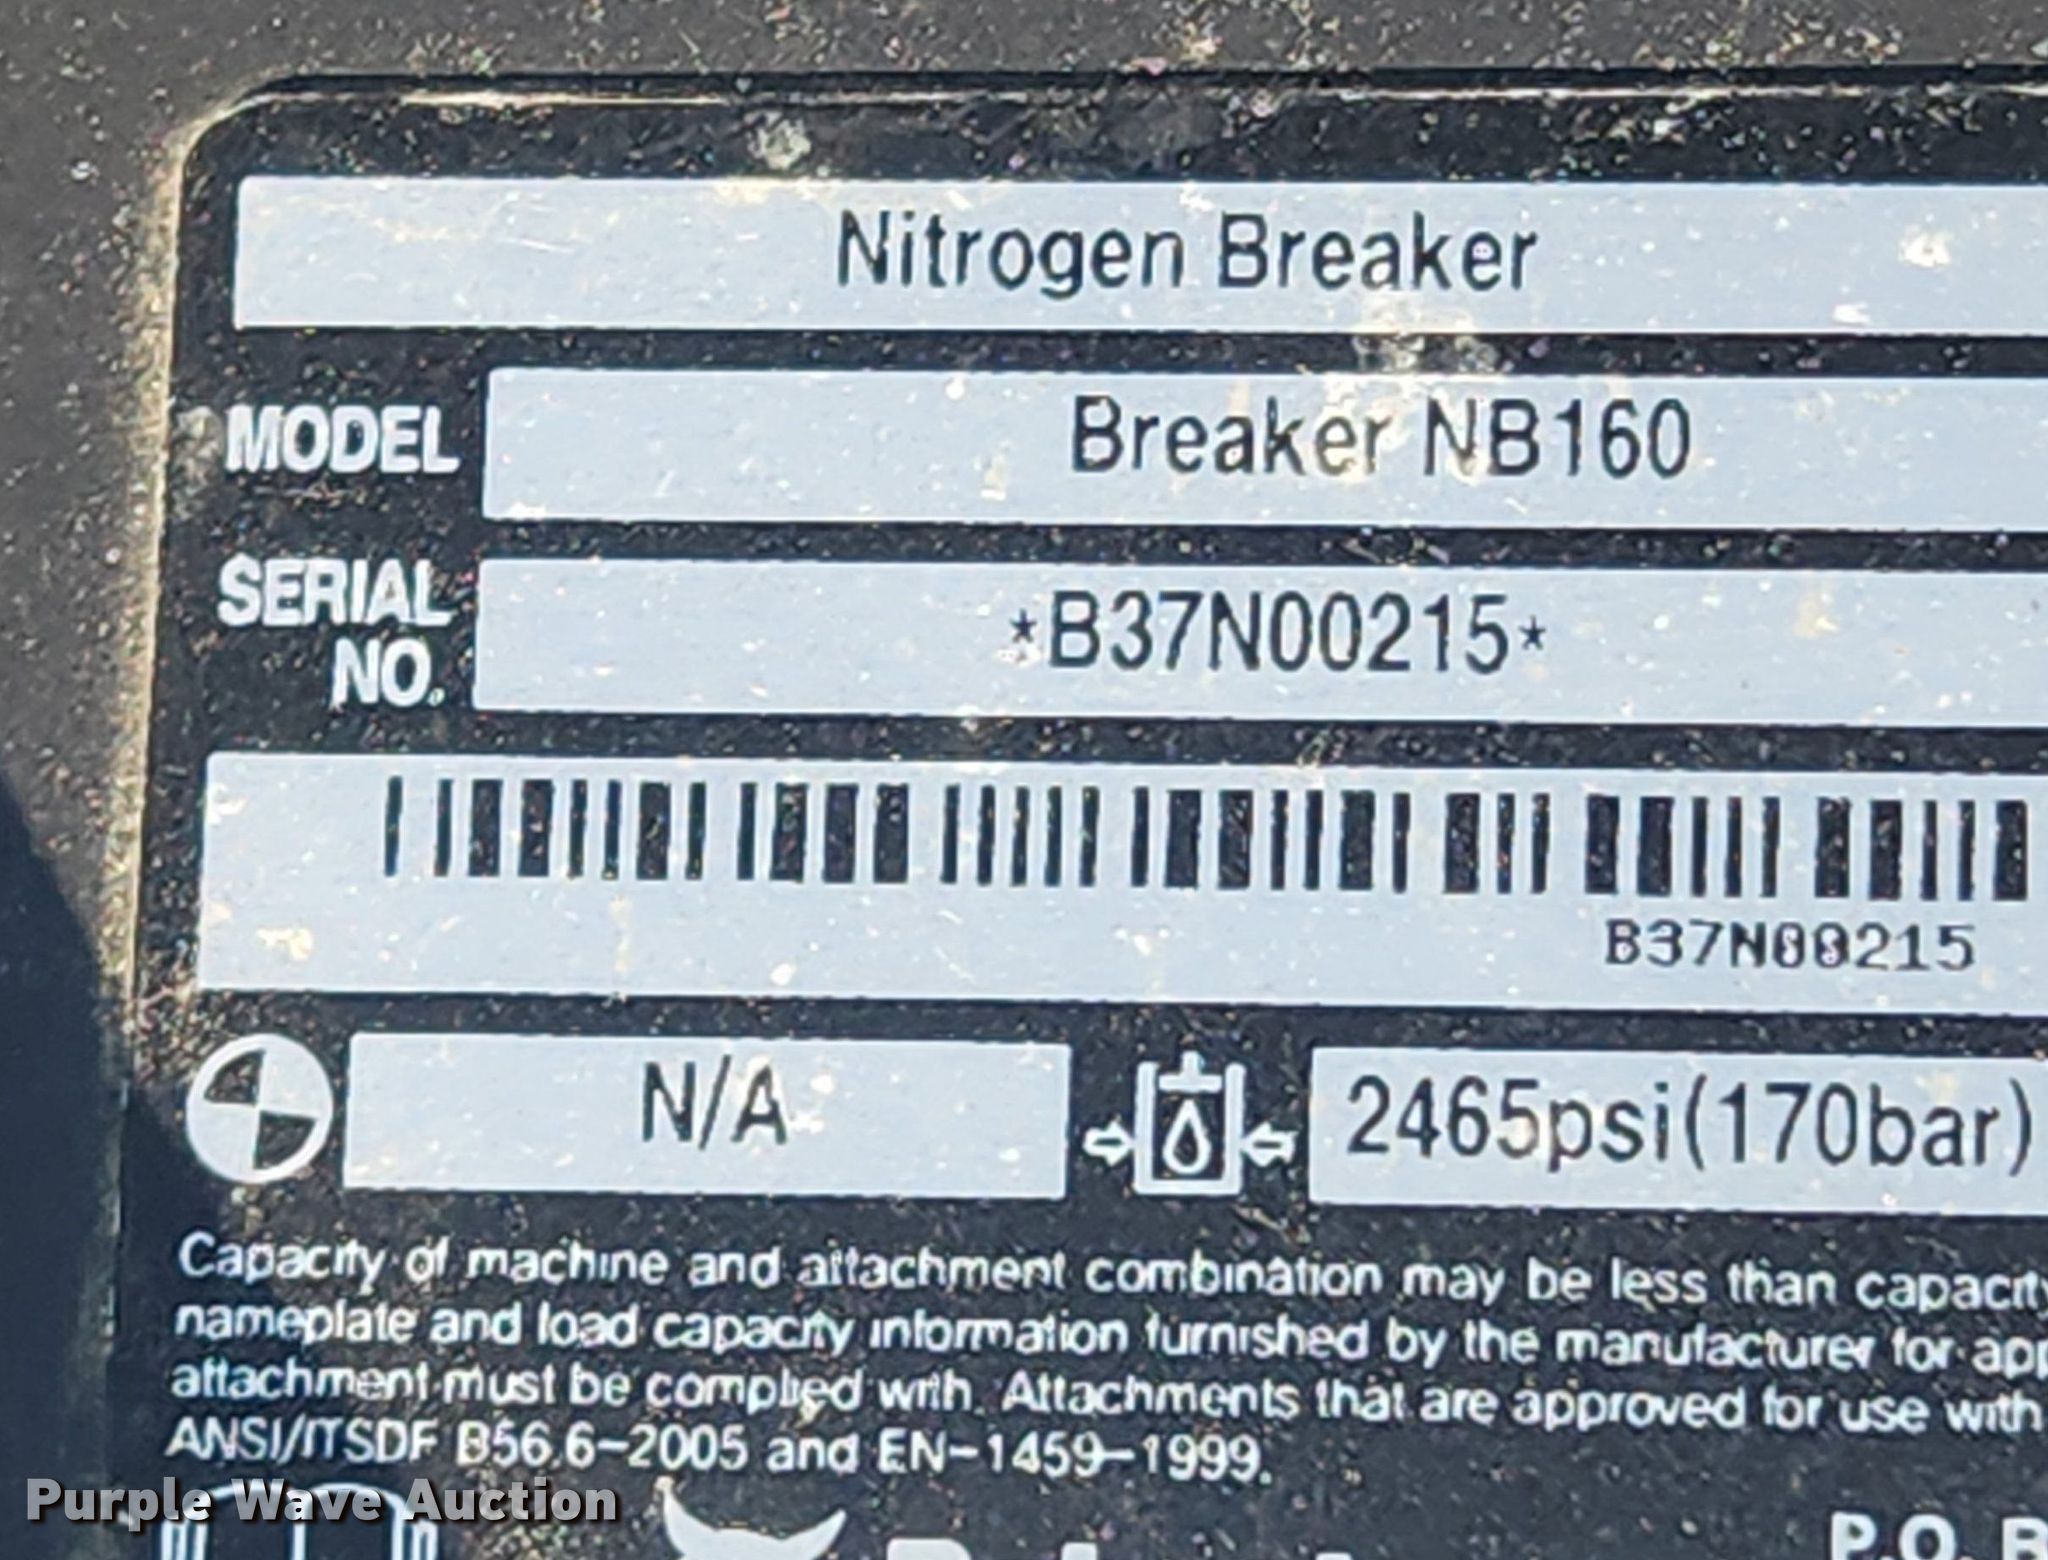 Nitrogen Breaker
MODEL
Breaker NB160
SERIAL
NO.
*B37N00215*
B37N00215
N/A
2465psi(170bar)
Capacity of machine and attachment combination may be less than capacity
nameplate and load capacity information furnished by the manufacturer for
attachment must be complied with. Attachments that are approved for use with
ANSI/ITSDF B56.6-2005 and EN-1459-1999.
Purple Wave Auction
P.O.